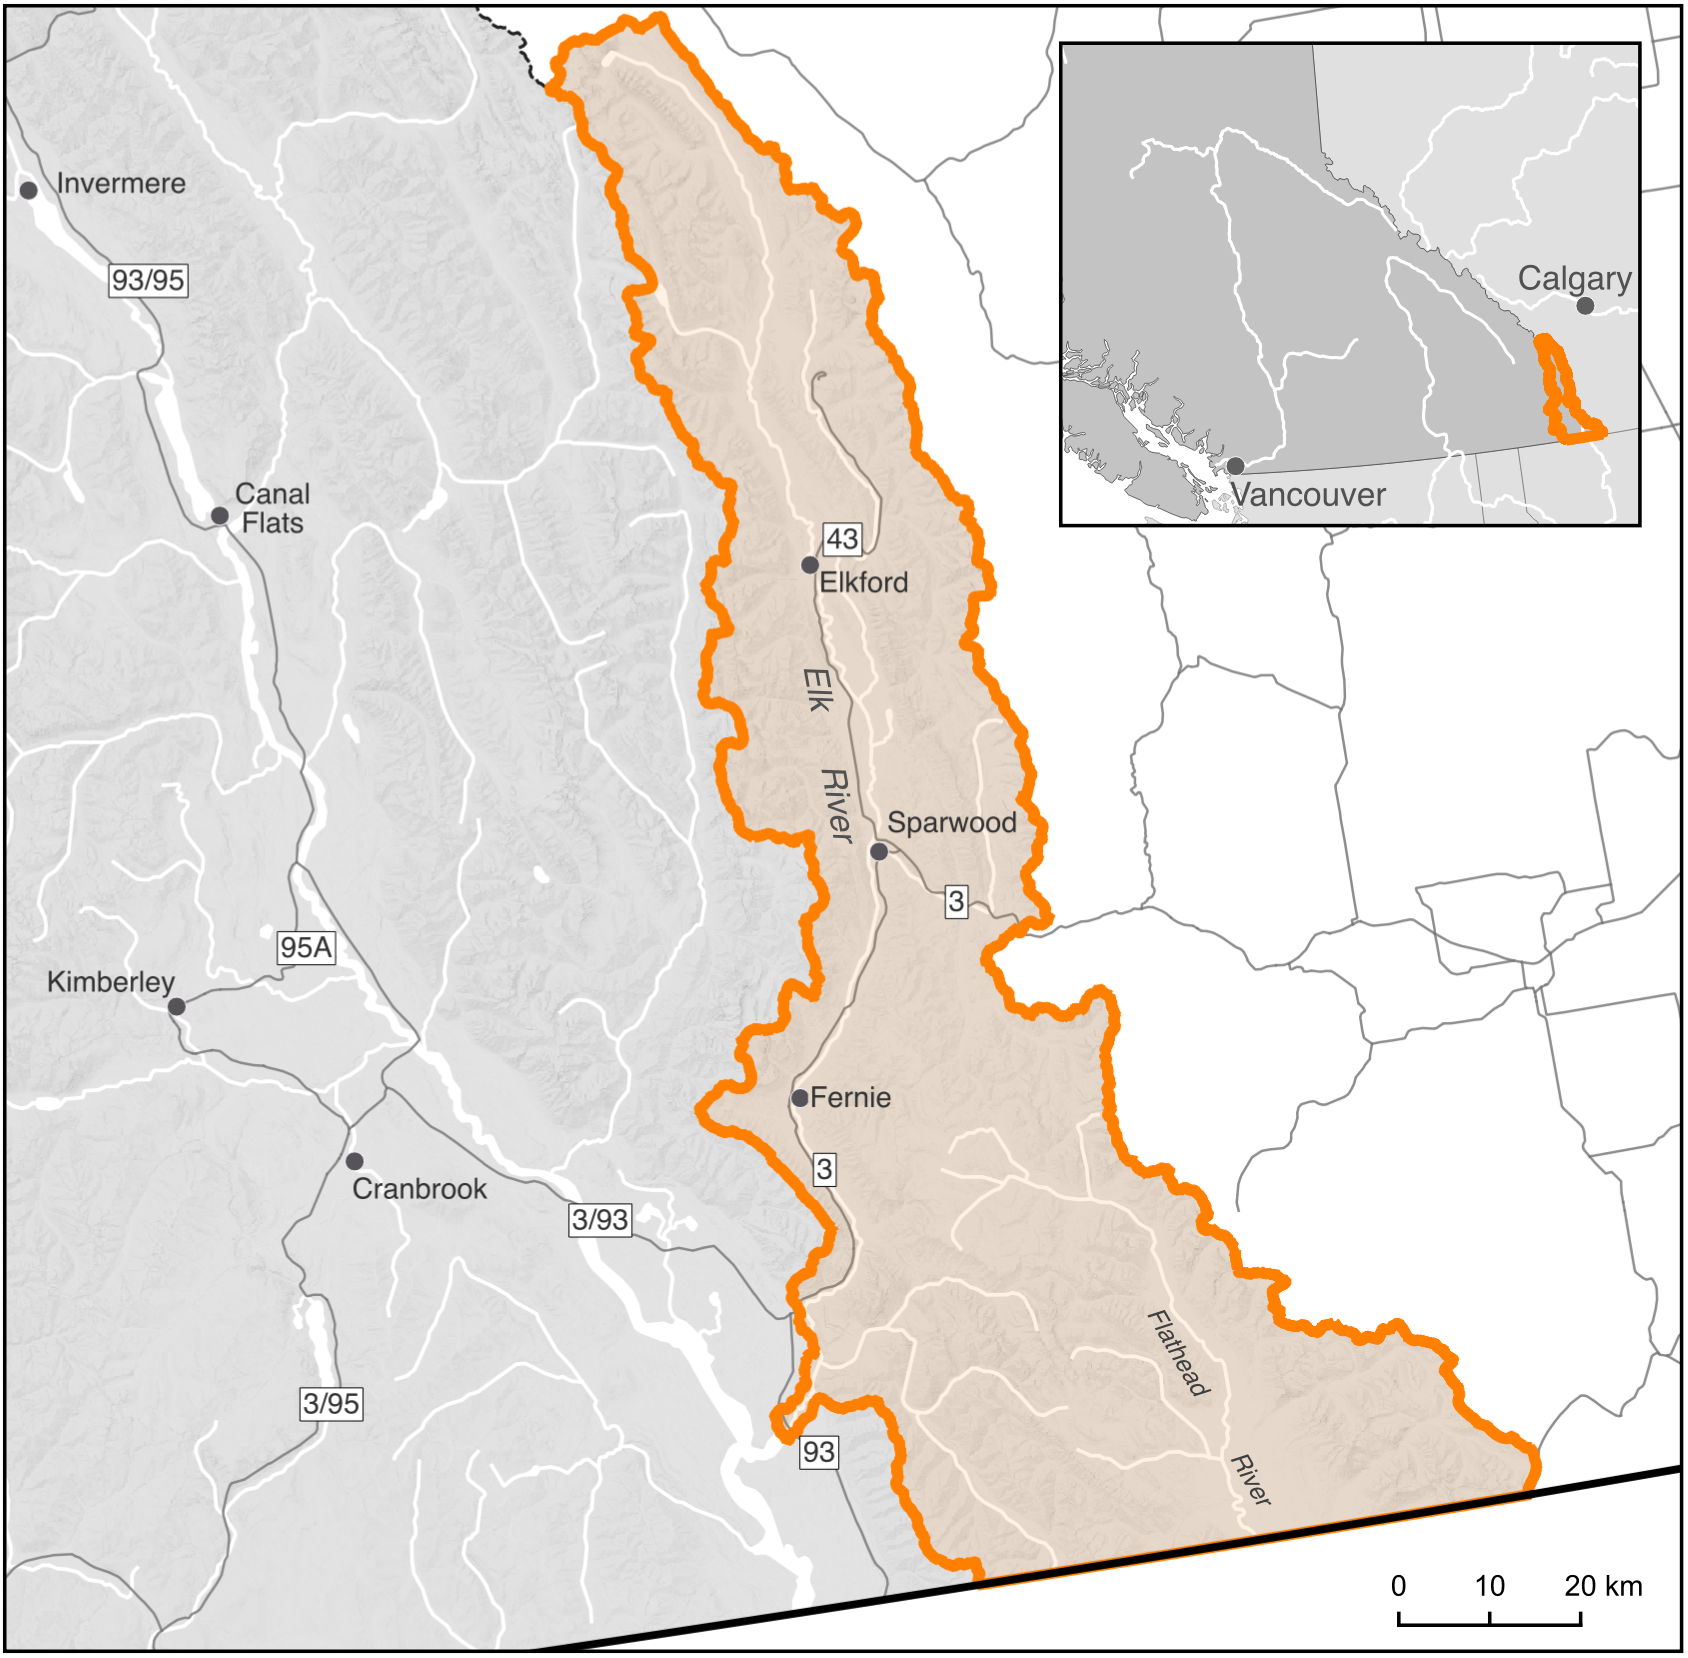 Invermere
93/95
Calgary
Vancouver
Canal
Flats
43
Elkford
Elk
River
Sparwood
3
95A
Kimberley
Fernie
3
Cranbrook
3/93
Flathead
River
3/95
93
0 10 20 km